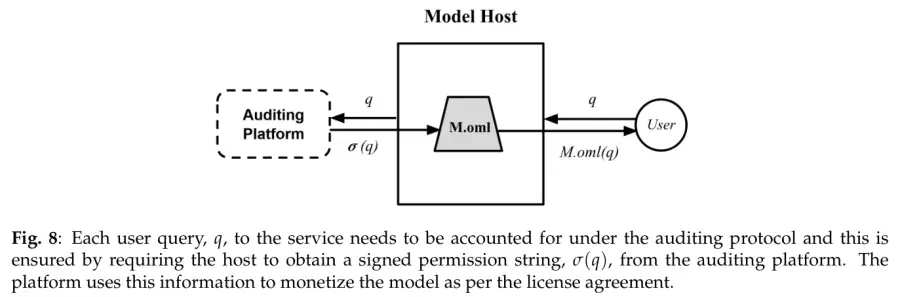 Model Host
q
q
Auditing
Platform
M.oml
User
σ (q)
M.oml(q)
Fig. 8: Each user query, q, to the service needs to be accounted for under the auditing protocol and this is
ensured by requiring the host to obtain a signed permission string, σ(q), from the auditing platform. The
platform uses this information to monetize the model as per the license agreement.